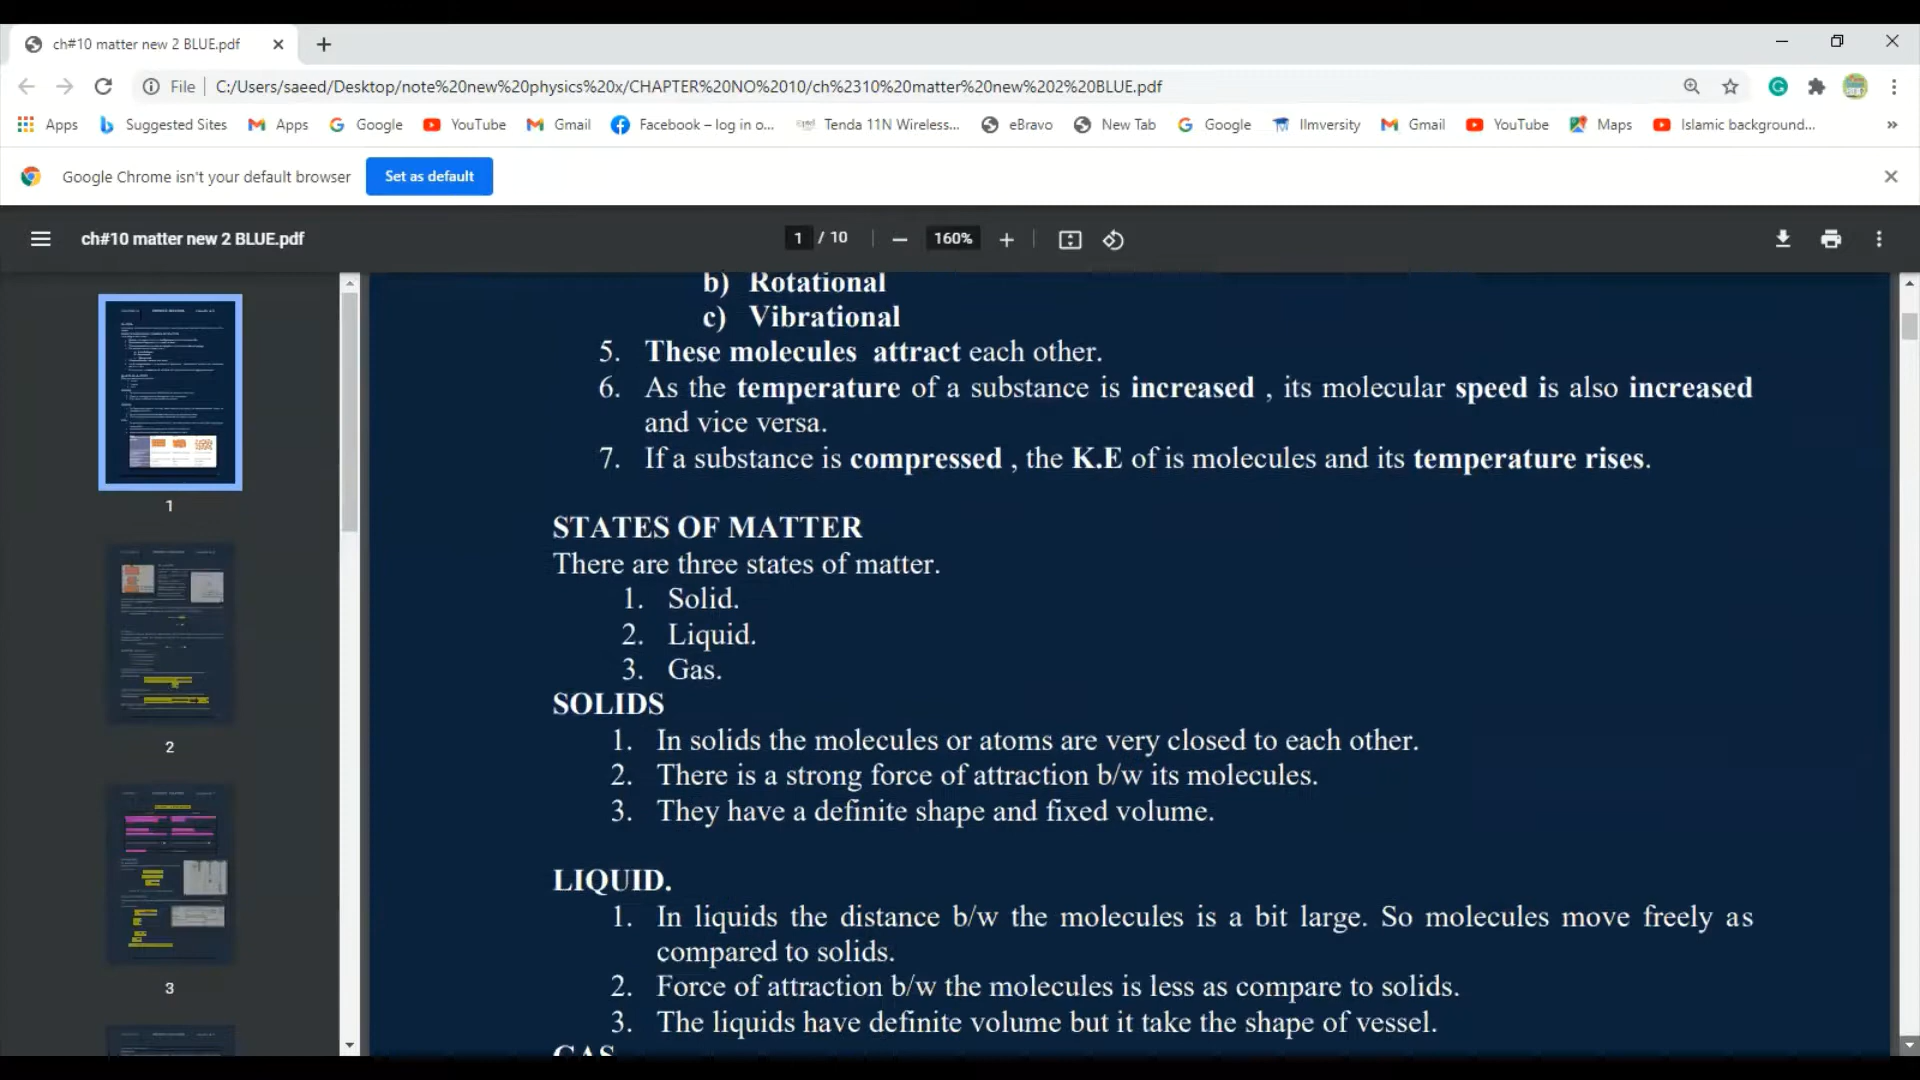 ch#10 matter new 2 BLUE.pdf
File | C:/Users/saeed/Desktop/note%20new%20physics%20x/CHAPTER%20NO%2010/ch%2310%20matter%20new%202%20BLUE.pdf
Apps Suggested Sites Apps Google YouTube Gmail Facebook – log in o... Tenda 11N Wireless... eBravo New Tab Google Ilmversity Gmail YouTube Maps Islamic background... »
Google Chrome isn't your default browser Set as default
ch#10 matter new 2 BLUE.pdf 1 / 10 160%
b) Rotational
c) Vibrational
5. These molecules attract each other.
6. As the temperature of a substance is increased , its molecular speed is also increased
and vice versa.
7. If a substance is compressed , the K.E of is molecules and its temperature rises.
STATES OF MATTER
There are three states of matter.
1. Solid.
2. Liquid.
3. Gas.
SOLIDS
1. In solids the molecules or atoms are very closed to each other.
2. There is a strong force of attraction b/w its molecules.
3. They have a definite shape and fixed volume.
LIQUID.
1. In liquids the distance b/w the molecules is a bit large. So molecules move freely as
compared to solids.
2. Force of attraction b/w the molecules is less as compare to solids.
3. The liquids have definite volume but it take the shape of vessel.
GAS
1
2
3